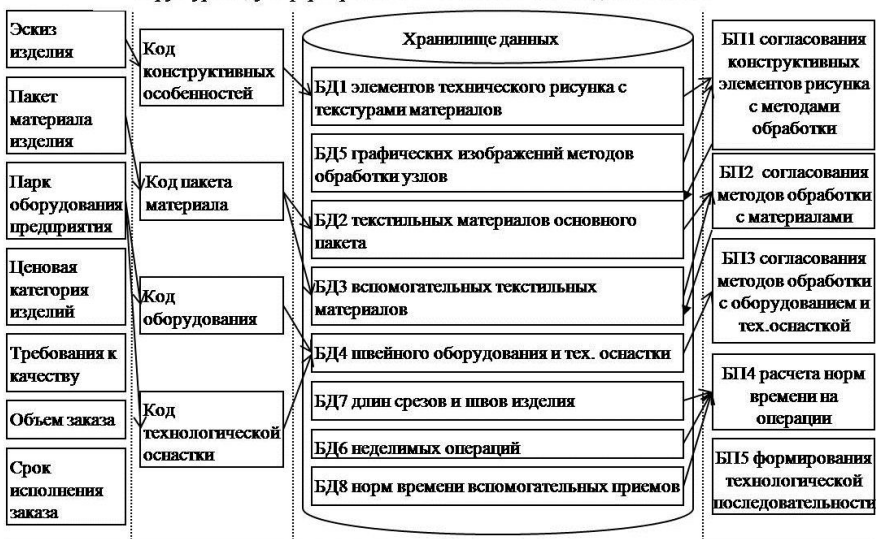 Эскиз
изделия
Пакет
материала
изделия
Парк
оборудования
предприятия
Ценовая
категория
изделий
Требования к
качеству
Объем заказа
Срок
исполнения
заказа
Код
конструктивных
особенностей
Код пакета
материала
Код
оборудования
Код
технологической
оснастки
Хранилище данных
БД1 элементов технического рисунка с
текстурами материалов
БД5 графических изображений методов
обработки узлов
БД2 текстильных материалов основного
пакета
БД3 вспомогательных текстильных
материалов
БД4 швейного оборудования и тех. оснастки
БД7 длин срезов и швов изделия
БД6 неделимых операций
БД8 норм времени вспомогательных приемов
БП1 согласования
конструктивных
элементов рисунка
с методами
обработки
БП2 согласования
методов обработки
с материалами
БП3 согласования
методов обработки
с оборудованием и
тех.оснасткой
БП4 расчета норм
времени на
операции
БП5 формирования
технологической
последовательности